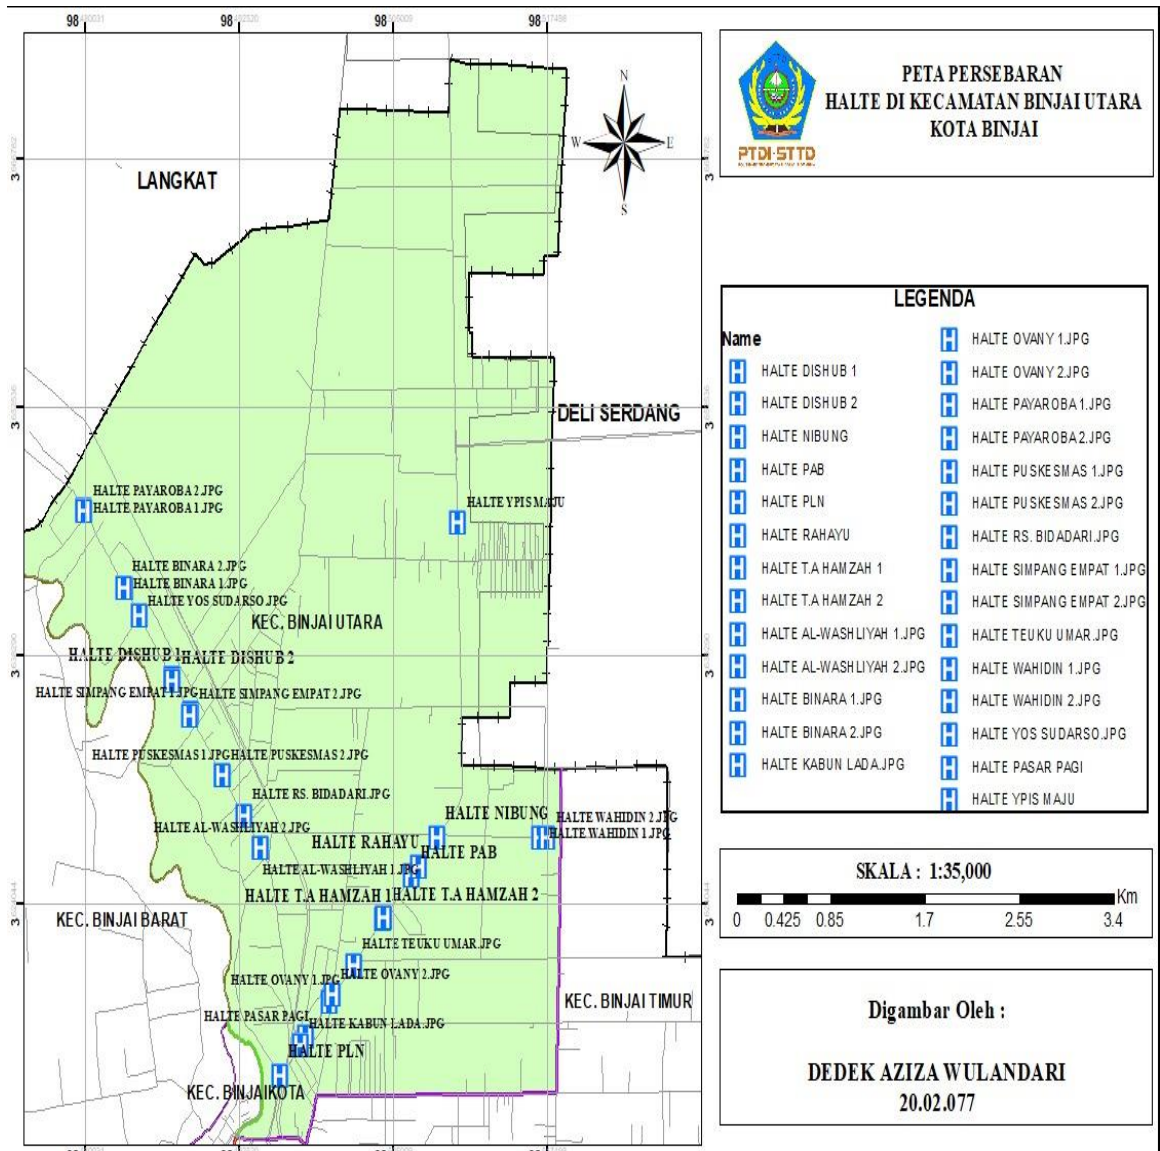 98
98
98
98
N
W
E
S
3
3
3
3
3
3
3
3
LANGKAT
DELI SERDANG
HALTE PAYAROBA 2.JPG
HALTE PAYAROBA 1.JPG
HALTE YPIS MAJU
HALTE BINARA 2.JPG
HALTE BINARA 1.JPG
HALTE YOS SUDARSO.JPG
KEC. BINJAI UTARA
HALTE DISHUB 1
HALTE DISHUB 2
HALTE SIMPANG EMPAT 1.JPG
HALTE SIMPANG EMPAT 2.JPG
HALTE PUSKESMAS 1.JPG
HALTE PUSKESMAS 2.JPG
HALTE RS. BIDADARI.JPG
HALTE AL-WASHLIYAH 2.JPG
HALTE NIBUNG
HALTE WAHIDIN 2.JPG
HALTE WAHIDIN 1.JPG
HALTE RAHAYU
HALTE PAB
HALTE AL-WASHLIYAH 1.JPG
HALTE T.A HAMZAH 1
HALTE T.A HAMZAH 2
KEC. BINJAI BARAT
HALTE TEUKU UMAR.JPG
HALTE OVANY 1.JPG
HALTE OVANY 2.JPG
KEC. BINJAI TIMUR
HALTE PASAR PAGI
HALTE KABUN LADA.JPG
HALTE PLN
KEC. BINJAI KOTA
PTDI-STTD
PETA PERSEBARAN
HALTE DI KECAMATAN BINJAI UTARA
KOTA BINJAI
LEGENDA
Name
H HALTE DISHUB 1
H HALTE DISHUB 2
H HALTE NIBUNG
H HALTE PAB
H HALTE PLN
H HALTE RAHAYU
H HALTE T.A HAMZAH 1
H HALTE T.A HAMZAH 2
H HALTE AL-WASHLIYAH 1.JPG
H HALTE AL-WASHLIYAH 2.JPG
H HALTE BINARA 1.JPG
H HALTE BINARA 2.JPG
H HALTE KABUN LADA.JPG
H HALTE OVANY 1.JPG
H HALTE OVANY 2.JPG
H HALTE PAYAROBA 1.JPG
H HALTE PAYAROBA 2.JPG
H HALTE PUSKESMAS 1.JPG
H HALTE PUSKESMAS 2.JPG
H HALTE RS. BIDADARI.JPG
H HALTE SIMPANG EMPAT 1.JPG
H HALTE SIMPANG EMPAT 2.JPG
H HALTE TEUKU UMAR.JPG
H HALTE WAHIDIN 1.JPG
H HALTE WAHIDIN 2.JPG
H HALTE YOS SUDARSO.JPG
H HALTE PASAR PAGI
H HALTE YPIS MAJU
SKALA : 1:35,000
Km
0 0.425 0.85 1.7 2.55 3.4
Digambar Oleh :
DEDEK AZIZA WULANDARI
20.02.077